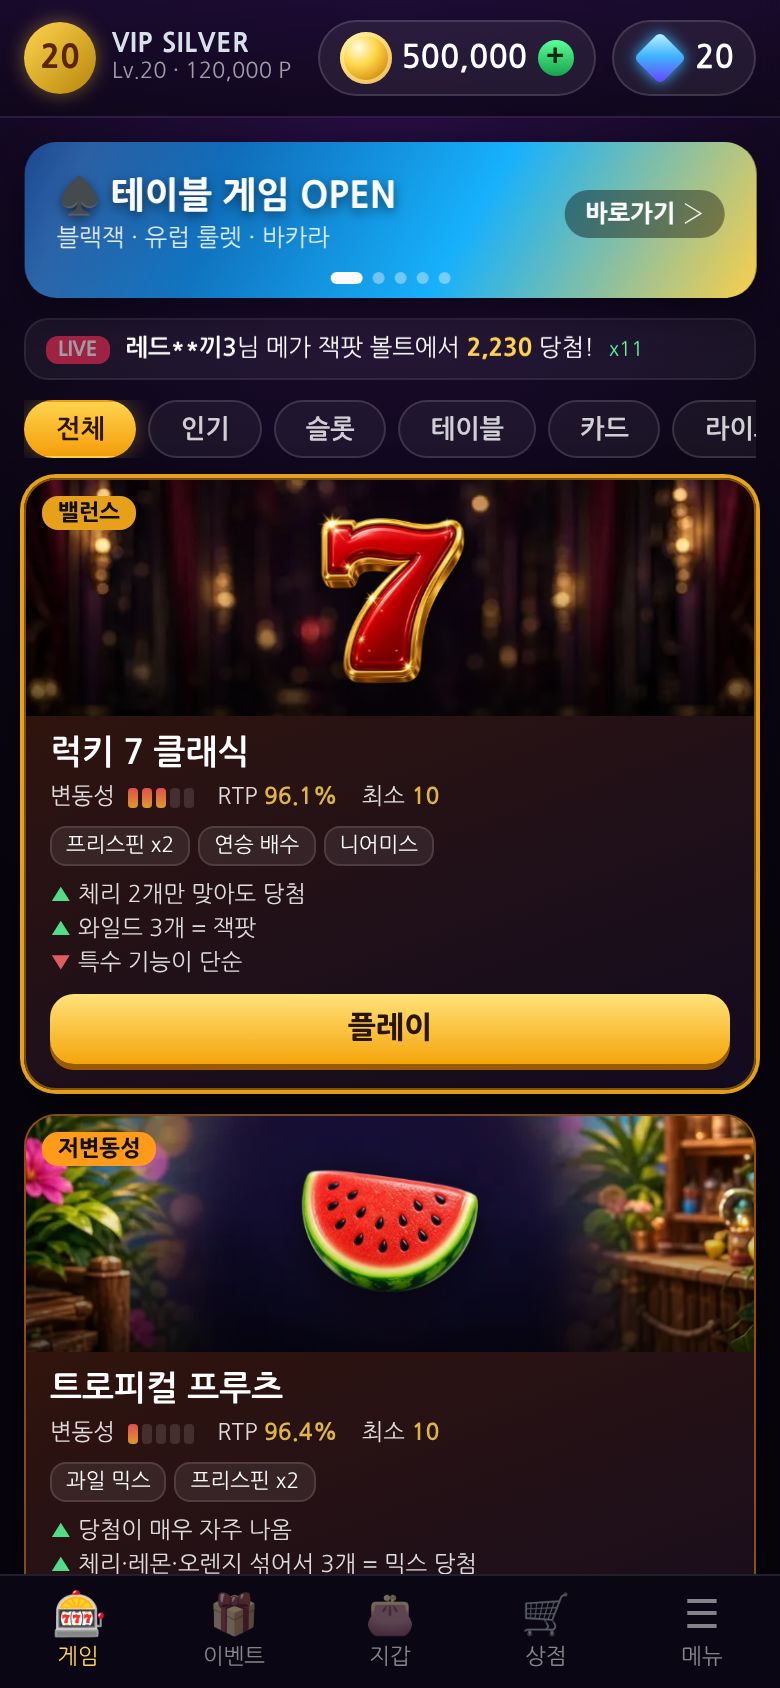 20
VIP SILVER
Lv.20 · 120,000 P
500,000 +
20
테이블 게임 OPEN
블랙잭 · 유럽 룰렛 · 바카라
바로가기 >
LIVE 레드**끼3님 메가 잭팟 볼트에서 2,230 당첨! x11
전체 인기 슬롯 테이블 카드 라이
밸런스
7
럭키 7 클래식
변동성 RTP 96.1% 최소 10
프리스핀 x2 연승 배수 니어미스
▲ 체리 2개만 맞아도 당첨
▲ 와일드 3개 = 잭팟
▼ 특수 기능이 단순
플레이
저변동성
트로피컬 프루츠
변동성 RTP 96.4% 최소 10
과일 믹스 프리스핀 x2
▲ 당첨이 매우 자주 나옴
▲ 체리·레몬·오렌지 섞어서 3개 = 믹스 당첨
777
게임 이벤트 지갑 상점 메뉴